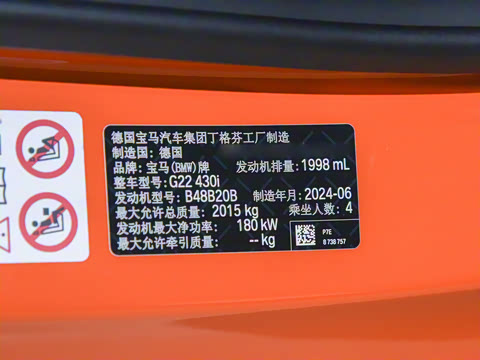 德国宝马汽车集团丁格芬工厂制造
制造国：德国
品牌：宝马(BMW)牌 发动机排量：1998 mL
整车型号：G22 430i
发动机型号：B48B20B 制造年月：2024-06
最大允许总质量：2015 kg 乘坐人数：4
发动机最大净功率：180 kW
最大允许牵引质量：-- kg
P7E
0 738 757